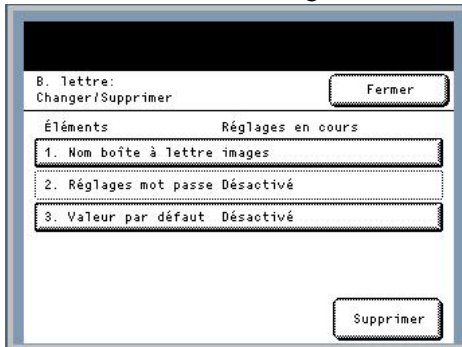 B. lettre:
Changer/Supprimer
Fermer
Éléments Réglages en cours
1. Nom boîte à lettre images
2. Réglages mot passe Désactivé
3. Valeur par défaut Désactivé
Supprimer